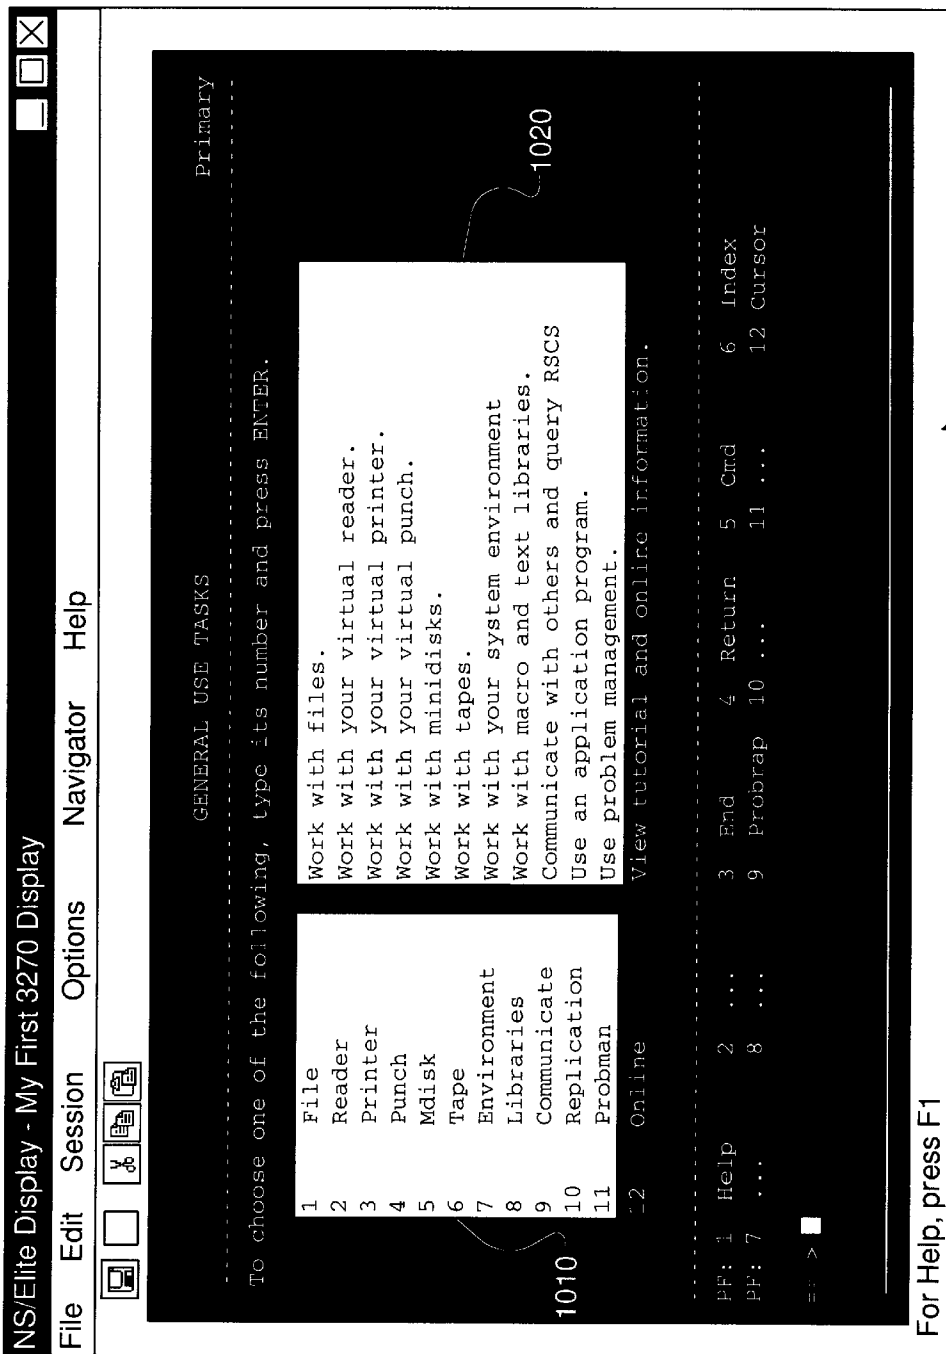 NS/Elite Display - My First 3270 Display
File Edit Session Options Navigator Help
GENERAL USE TASKS Primary
To choose one of the following, type its number and press ENTER.
1 File Work with files.
2 Reader Work with your virtual reader.
3 Printer Work with your virtual printer.
4 Punch Work with your virtual punch.
5 Mdisk Work with minidisks.
6 Tape Work with tapes.
7 Environment Work with your system environment
8 Libraries Work with macro and text libraries.
9 Communicate Communicate with others and query RSCS
10 Replication Use an application program.
11 Probman Use problem management.
12 Online View tutorial and online information.
1010
1020
PF: 1 Help 2 ... 3 End 4 Return 5 Cmd 6 Index
PF: 7 ... 8 ... 9 Probrap 10 ... 11 ... 12 Cursor
== >
For Help, press F1